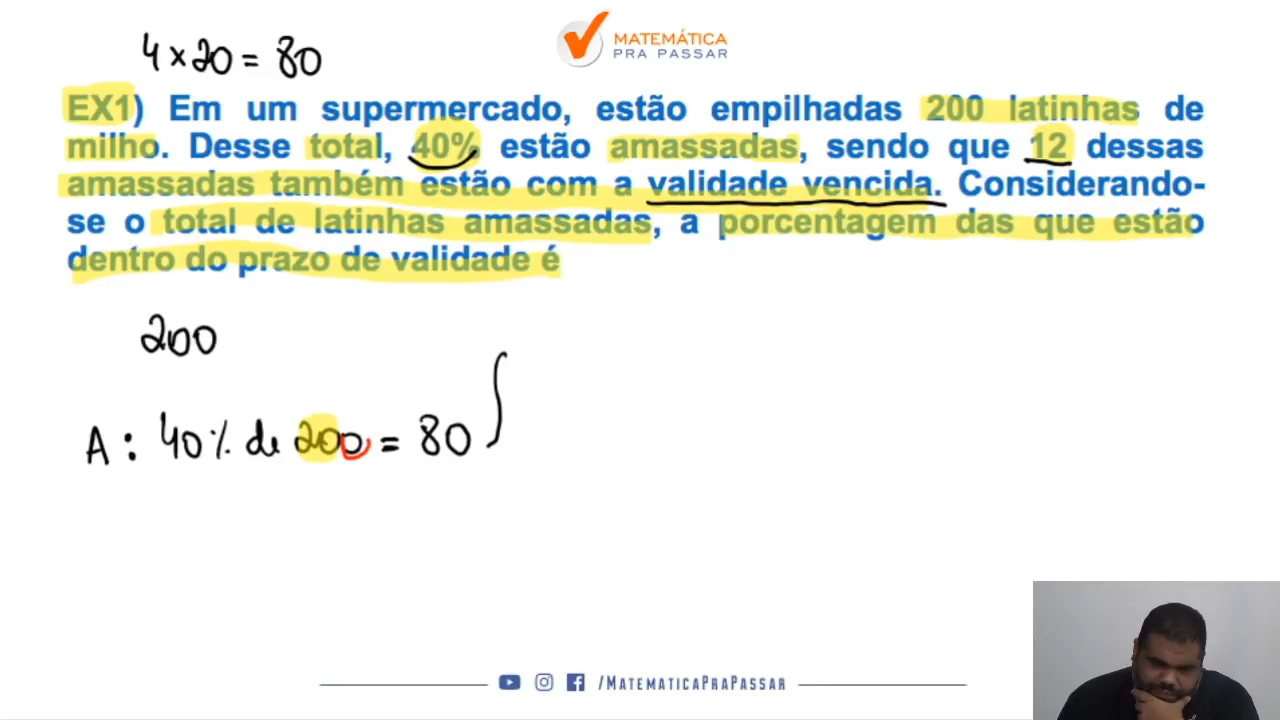 4 x 20 = 80
MATEMÁTICA
PRA PASSAR
EX1) Em um supermercado, estão empilhadas 200 latinhas de
milho. Desse total, 40% estão amassadas, sendo que 12 dessas
amassadas também estão com a validade vencida. Considerando-
se o total de latinhas amassadas, a porcentagem das que estão
dentro do prazo de validade é
200
A : 40% de 200 = 80
/MATEMATICAPRAPASSAR